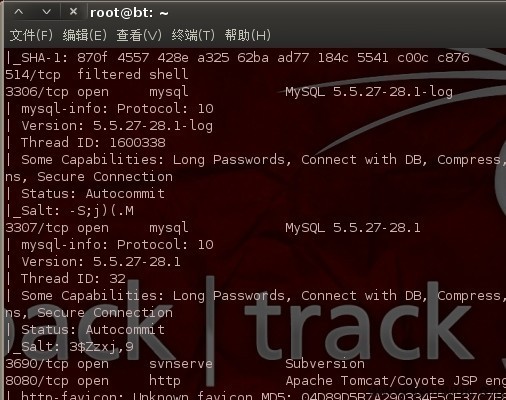 root@bt: ~
文件(F) 编辑(E) 查看(V) 终端(T) 帮助(H)
|_SHA-1: 870f 4557 428e a325 62ba ad77 184c 5541 c00c c876
514/tcp filtered shell
3306/tcp open mysql MySQL 5.5.27-28.1-log
| mysql-info: Protocol: 10
| Version: 5.5.27-28.1-log
| Thread ID: 1600338
| Some Capabilities: Long Passwords, Connect with DB, Compress,
ns, Secure Connection
| Status: Autocommit
|_Salt: -S;j)(.M
3307/tcp open mysql MySQL 5.5.27-28.1
| mysql-info: Protocol: 10
| Version: 5.5.27-28.1
| Thread ID: 32
| Some Capabilities: Long Passwords, Connect with DB, Compress,
ns, Secure Connection
| Status: Autocommit
|_Salt: 3$Zzxj,9
3690/tcp open svnserve Subversion
8080/tcp open http Apache Tomcat/Coyote JSP eng
| http-favicon: Unknown favicon MD5:
back | track